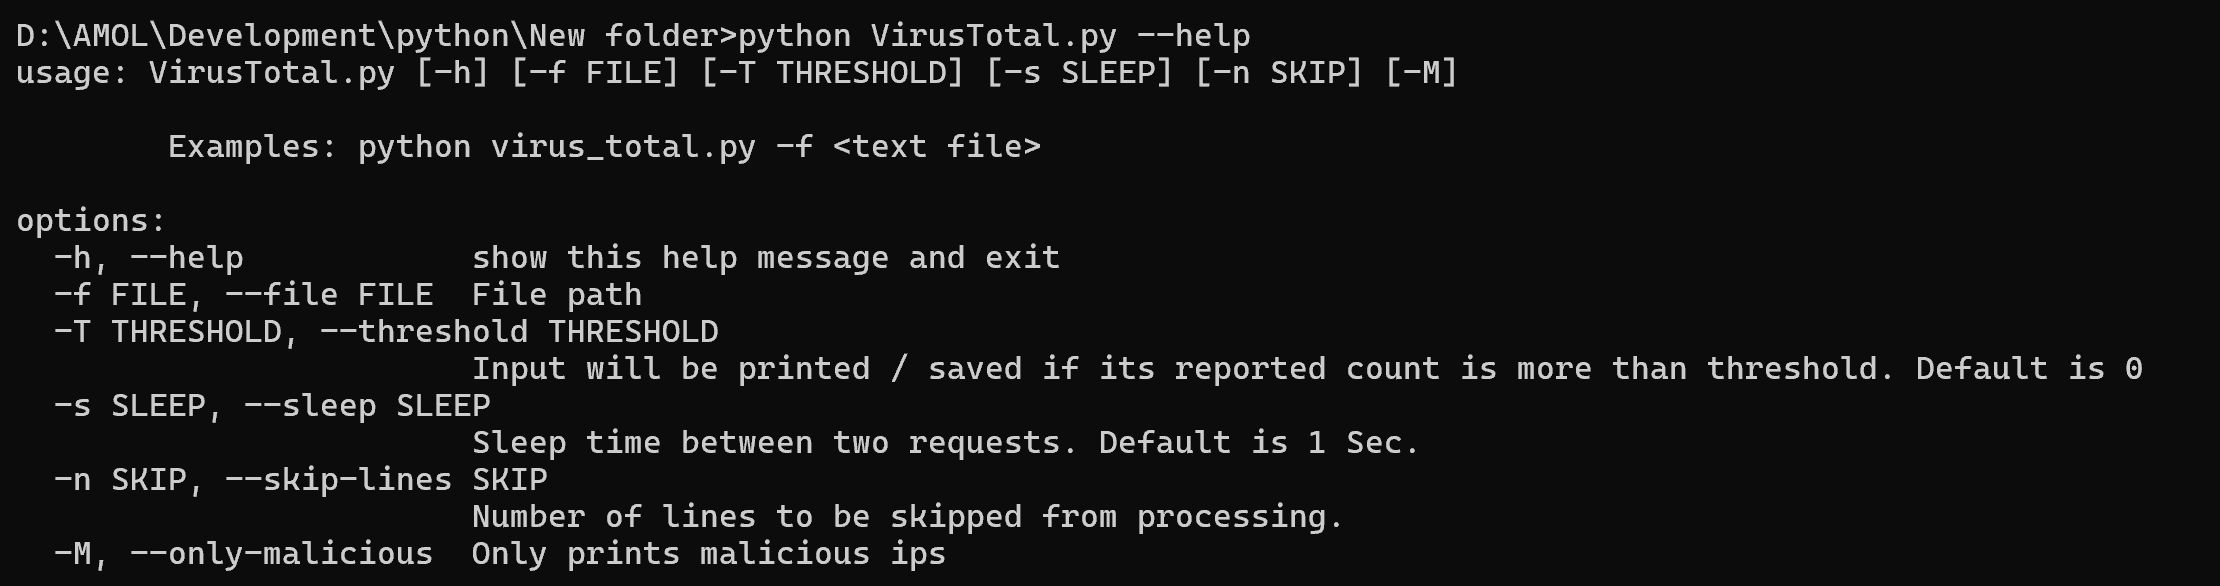 D:\AMOL\Development\python\New folder>python VirusTotal.py --help
usage: VirusTotal.py [-h] [-f FILE] [-T THRESHOLD] [-s SLEEP] [-n SKIP] [-M]
Examples: python virus_total.py -f <text file>
options:
-h, --help show this help message and exit
-f FILE, --file FILE File path
-T THRESHOLD, --threshold THRESHOLD
Input will be printed / saved if its reported count is more than threshold. Default is 0
-s SLEEP, --sleep SLEEP
Sleep time between two requests. Default is 1 Sec.
-n SKIP, --skip-lines SKIP
Number of lines to be skipped from processing.
-M, --only-malicious Only prints malicious ips